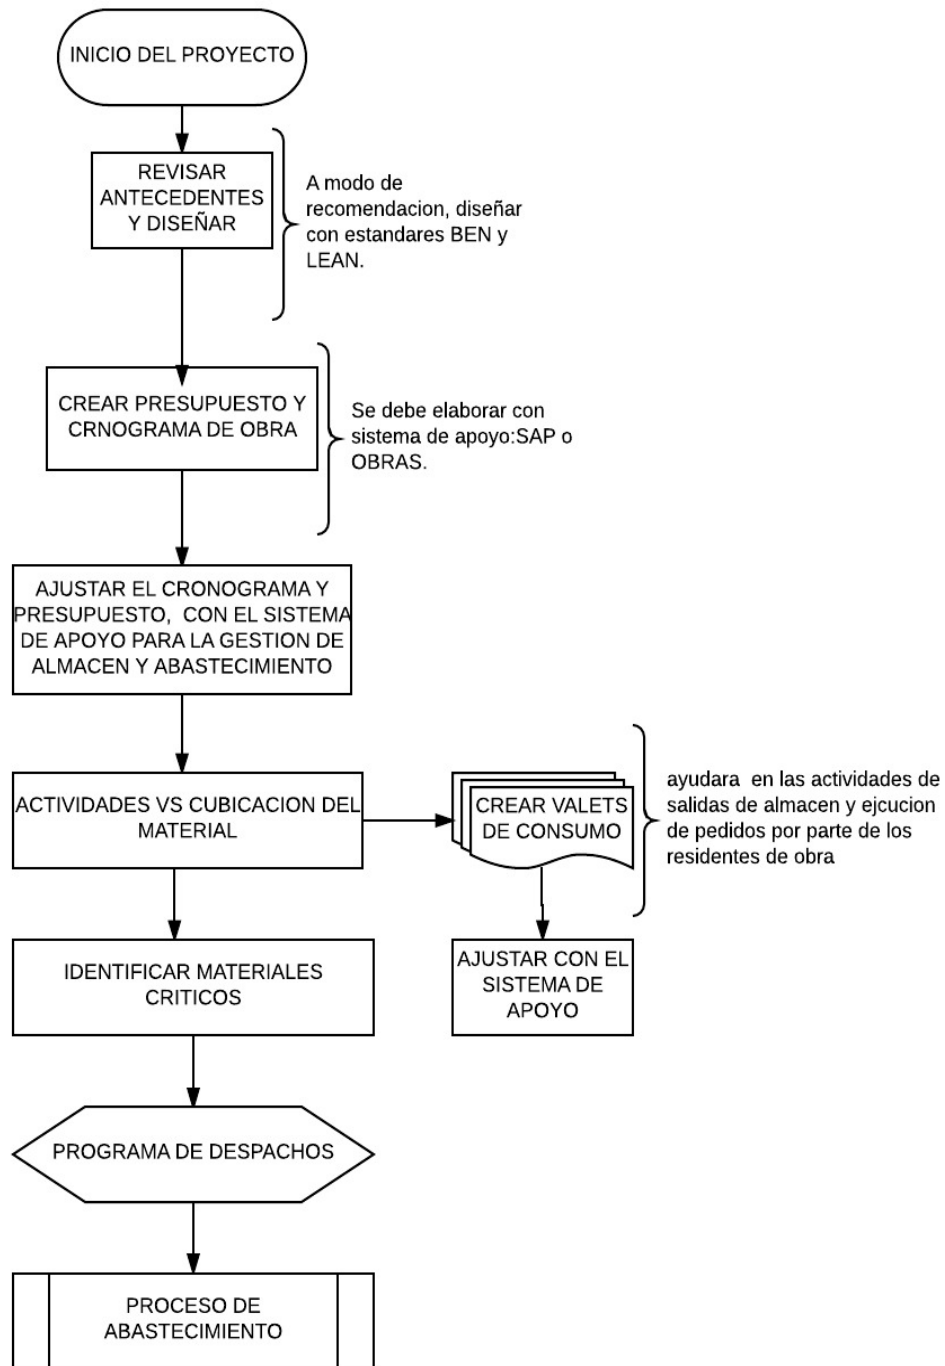 INICIO DEL PROYECTO
REVISAR
ANTECEDENTES
Y DISEÑAR
A modo de
recomendacion, diseñar
con estandares BEN y
LEAN.
CREAR PRESUPUESTO Y
CRNOGRAMA DE OBRA
Se debe elaborar con
sistema de apoyo:SAP o
OBRAS.
AJUSTAR EL CRONOGRAMA Y
PRESUPUESTO, CON EL SISTEMA
DE APOYO PARA LA GESTION DE
ALMACEN Y ABASTECIMIENTO
ACTIVIDADES VS CUBICACION DEL
MATERIAL
CREAR VALETS
DE CONSUMO
ayudara en las actividades de
salidas de almacen y ejcucion
de pedidos por parte de los
residentes de obra
IDENTIFICAR MATERIALES
CRITICOS
AJUSTAR CON EL
SISTEMA DE
APOYO
PROGRAMA DE DESPACHOS
PROCESO DE
ABASTECIMIENTO